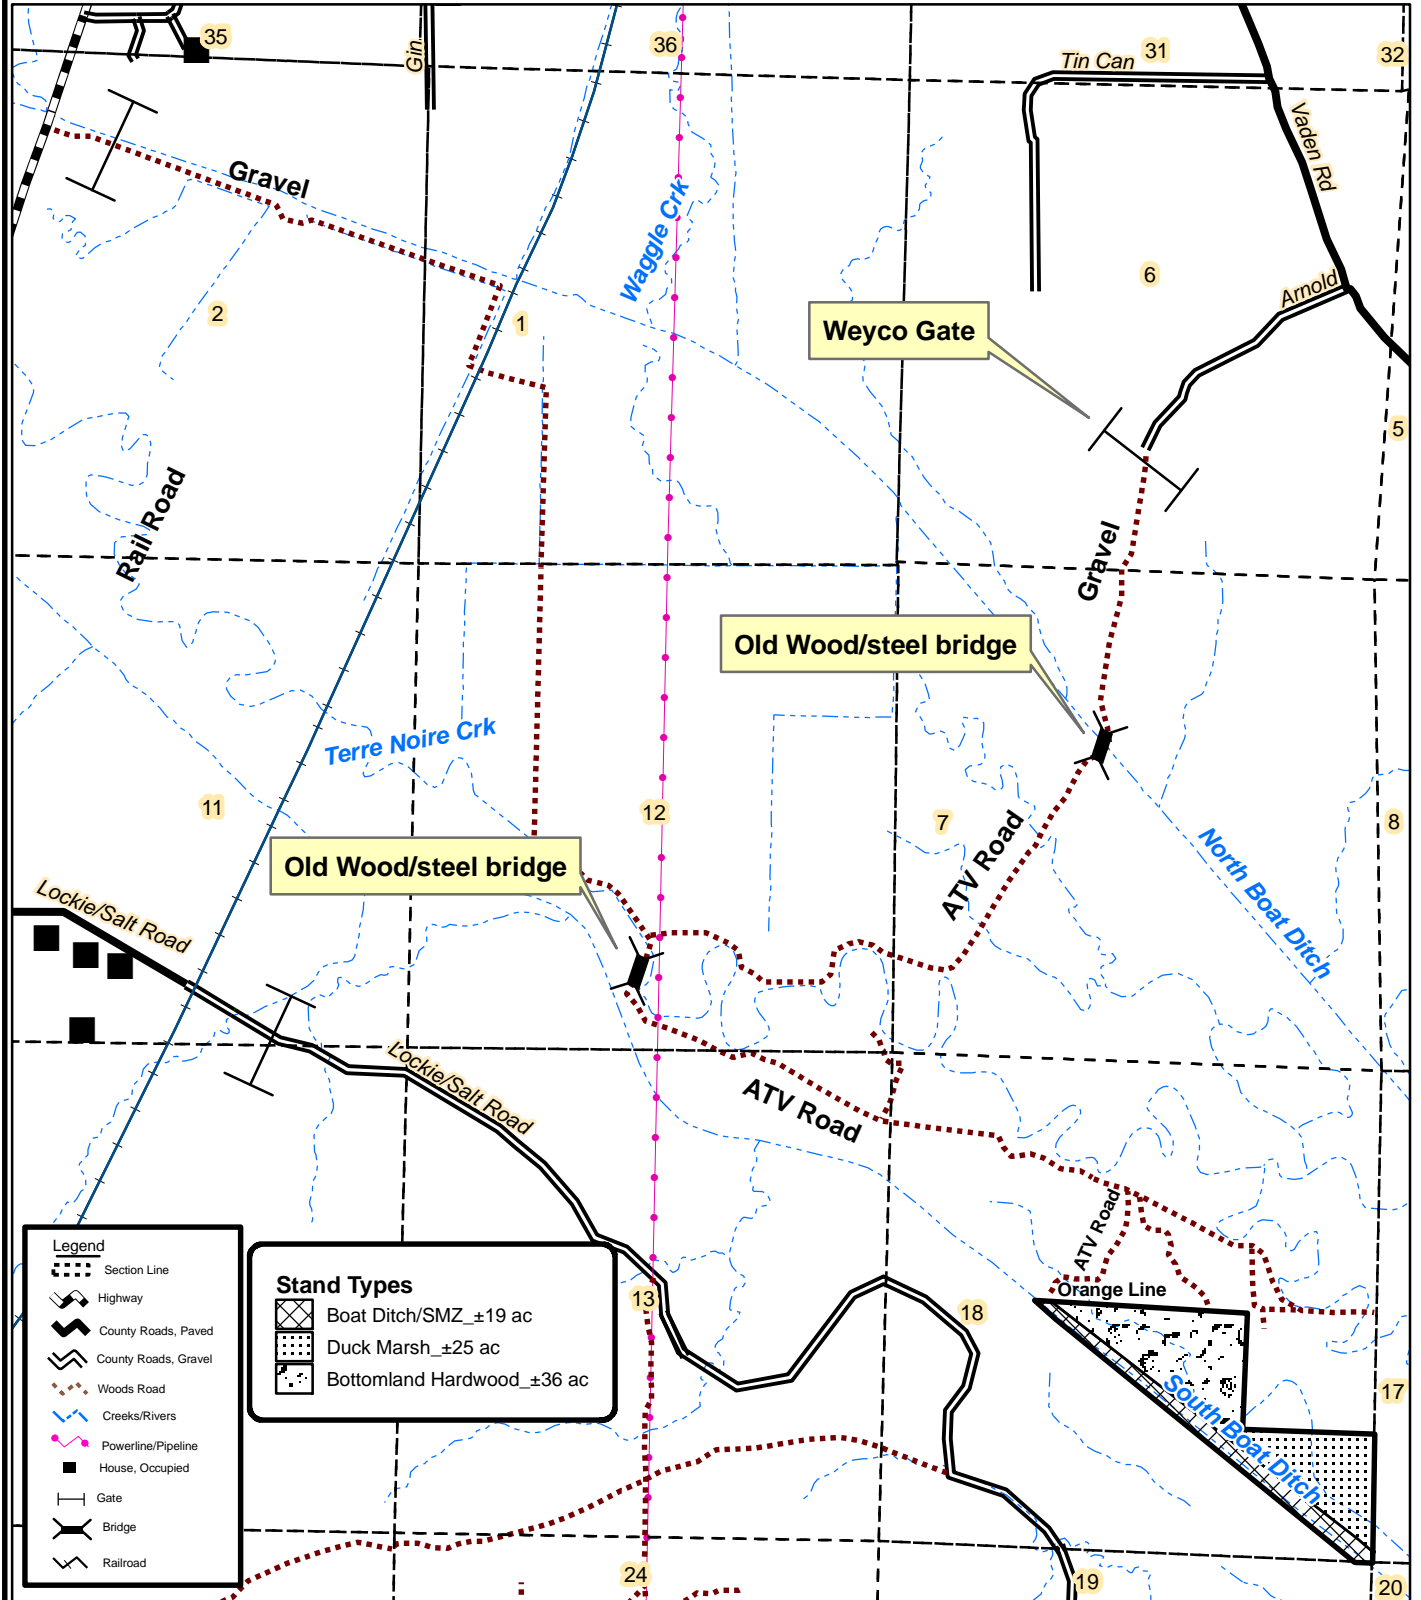 35
36
31
32
Gin
Tin Can
Vaden Rd
Gravel
Waggle Crk
2
1
6
Arnold
Weyco Gate
5
Rail Road
Gravel
Old Wood/steel bridge
Terre Noire Crk
11
12
7
8
ATV Road
North Boat Ditch
Old Wood/steel bridge
Lockie/Salt Road
Lockie/Salt Road
ATV Road
ATV Road
Orange Line
13
18
17
South Boat Ditch
24
19
20
Legend
Section Line
Highway
County Roads, Paved
County Roads, Gravel
Woods Road
Creeks/Rivers
Powerline/Pipeline
House, Occupied
Gate
Bridge
Railroad
Stand Types
Boat Ditch/SMZ_±19 ac
Duck Marsh_±25 ac
Bottomland Hardwood_±36 ac